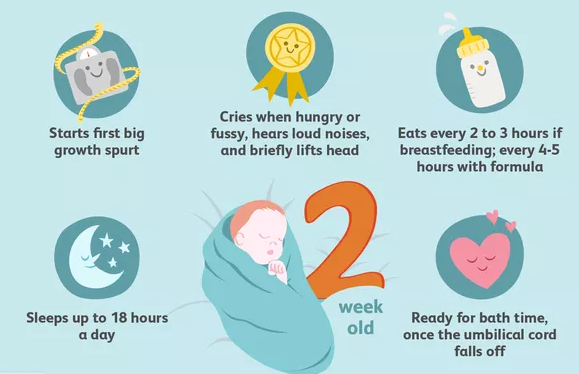 Starts first big
growth spurt
Cries when hungry or
fussy, hears loud noises,
and briefly lifts head
Eats every 2 to 3 hours if
breastfeeding; every 4-5
hours with formula
Sleeps up to 18 hours
a day
2
week
old
Ready for bath time,
once the umbilical cord
falls off